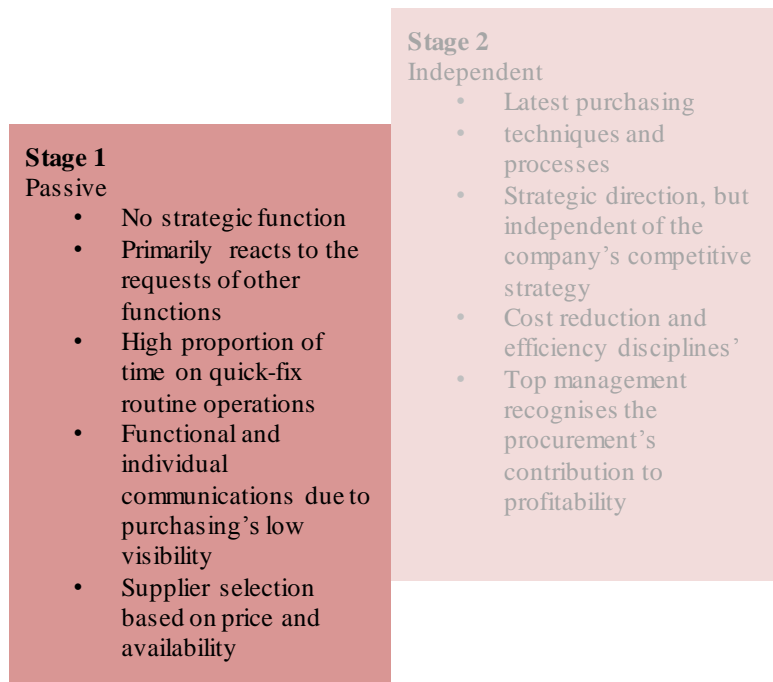 Stage 1
Passive
• No strategic function
• Primarily reacts to the
requests of other
functions
• High proportion of
time on quick-fix
routine operations
• Functional and
individual
communications due to
purchasing’s low
visibility
• Supplier selection
based on price and
availability
Stage 2
Independent
• Latest purchasing
• techniques and
processes
• Strategic direction, but
independent of the
company’s competitive
strategy
• Cost reduction and
efficiency disciplines’
• Top management
recognises the
procurement’s
contribution to
profitability